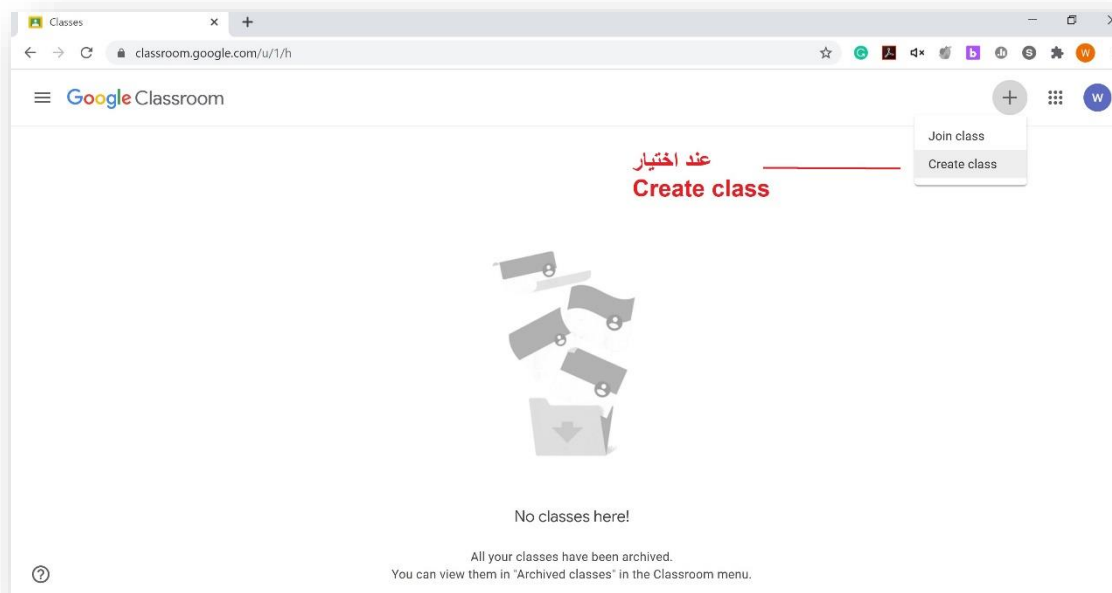 Classes
classroom.google.com/u/1/h
Google Classroom
W
W
Join class
Create class
عند اختيار
Create class
No classes here!
All your classes have been archived.
You can view them in "Archived classes" in the Classroom menu.